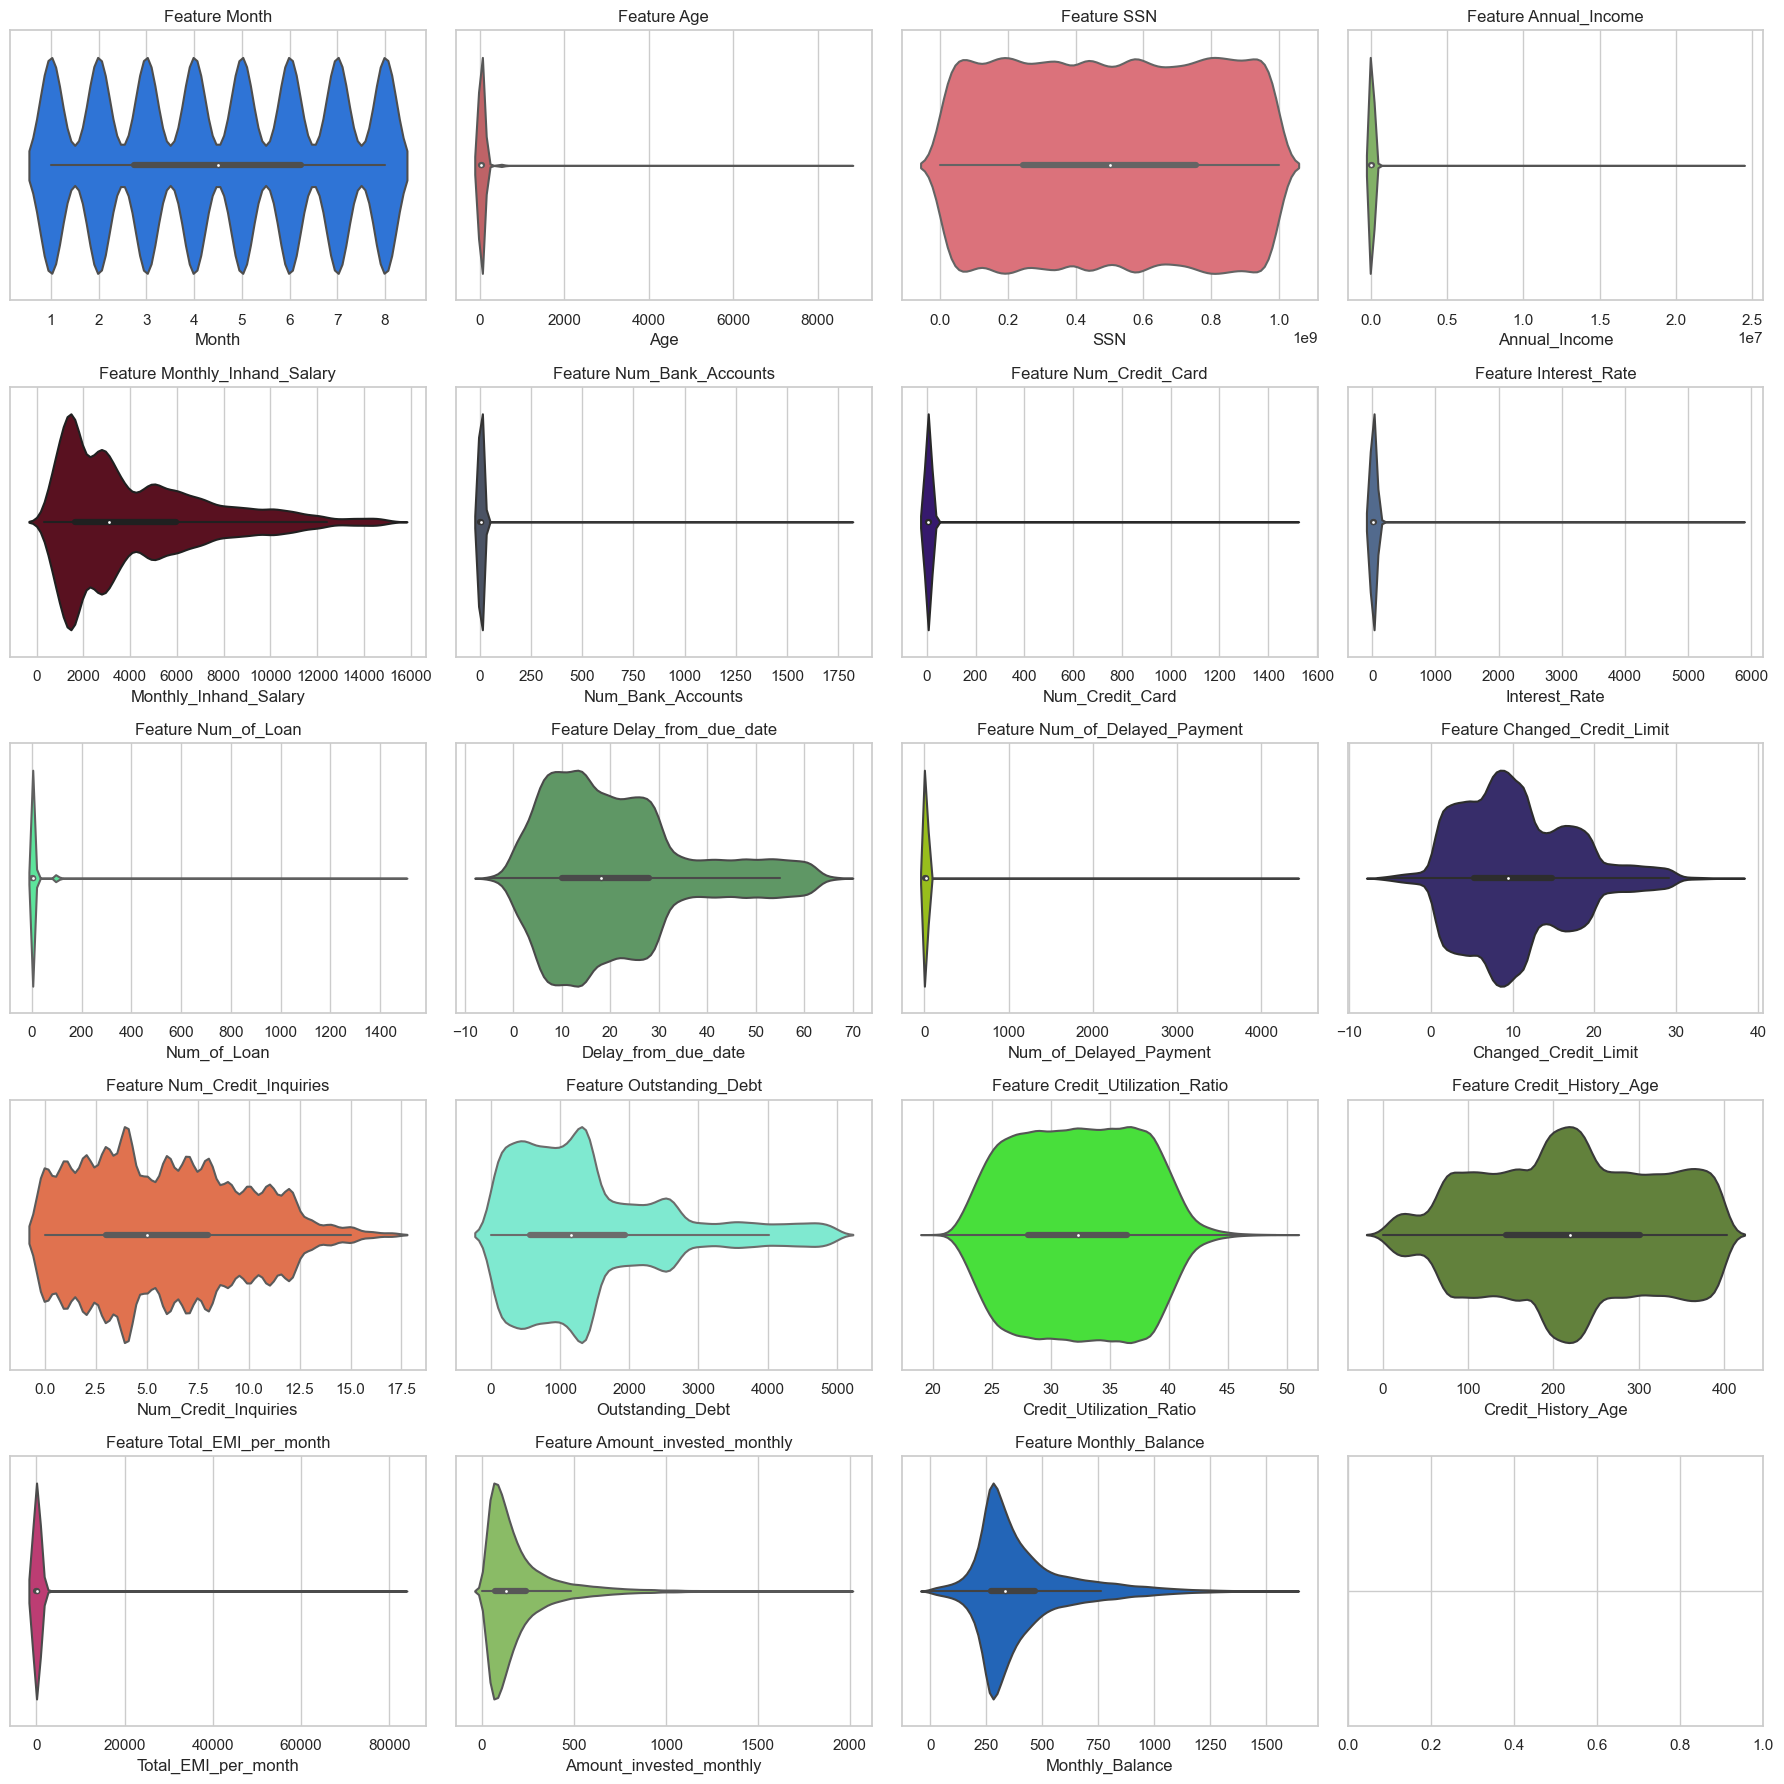 Feature Month
1 2 3 4 5 6 7 8
Month
Feature Age
0 2000 4000 6000 8000
Age
Feature SSN
0.0 0.2 0.4 0.6 0.8 1.0
1e9
SSN
Feature Annual_Income
0.0 0.5 1.0 1.5 2.0 2.5
1e7
Annual_Income
Feature Monthly_Inhand_Salary
0 2000 4000 6000 8000 10000 12000 14000 16000
Monthly_Inhand_Salary
Feature Num_Bank_Accounts
0 250 500 750 1000 1250 1500 1750
Num_Bank_Accounts
Feature Num_Credit_Card
0 200 400 600 800 1000 1200 1400 1600
Num_Credit_Card
Feature Interest_Rate
0 1000 2000 3000 4000 5000 6000
Interest_Rate
Feature Num_of_Loan
0 200 400 600 800 1000 1200 1400
Num_of_Loan
Feature Delay_from_due_date
−10 0 10 20 30 40 50 60 70
Delay_from_due_date
Feature Num_of_Delayed_Payment
0 1000 2000 3000 4000
Num_of_Delayed_Payment
Feature Changed_Credit_Limit
−10 0 10 20 30 40
Changed_Credit_Limit
Feature Num_Credit_Inquiries
0.0 2.5 5.0 7.5 10.0 12.5 15.0 17.5
Num_Credit_Inquiries
Feature Outstanding_Debt
0 1000 2000 3000 4000 5000
Outstanding_Debt
Feature Credit_Utilization_Ratio
20 25 30 35 40 45 50
Credit_Utilization_Ratio
Feature Credit_History_Age
0 100 200 300 400
Credit_History_Age
Feature Total_EMI_per_month
0 20000 40000 60000 80000
Total_EMI_per_month
Feature Amount_invested_monthly
0 500 1000 1500 2000
Amount_invested_monthly
Feature Monthly_Balance
0 250 500 750 1000 1250 1500
Monthly_Balance
0.0 0.2 0.4 0.6 0.8 1.0